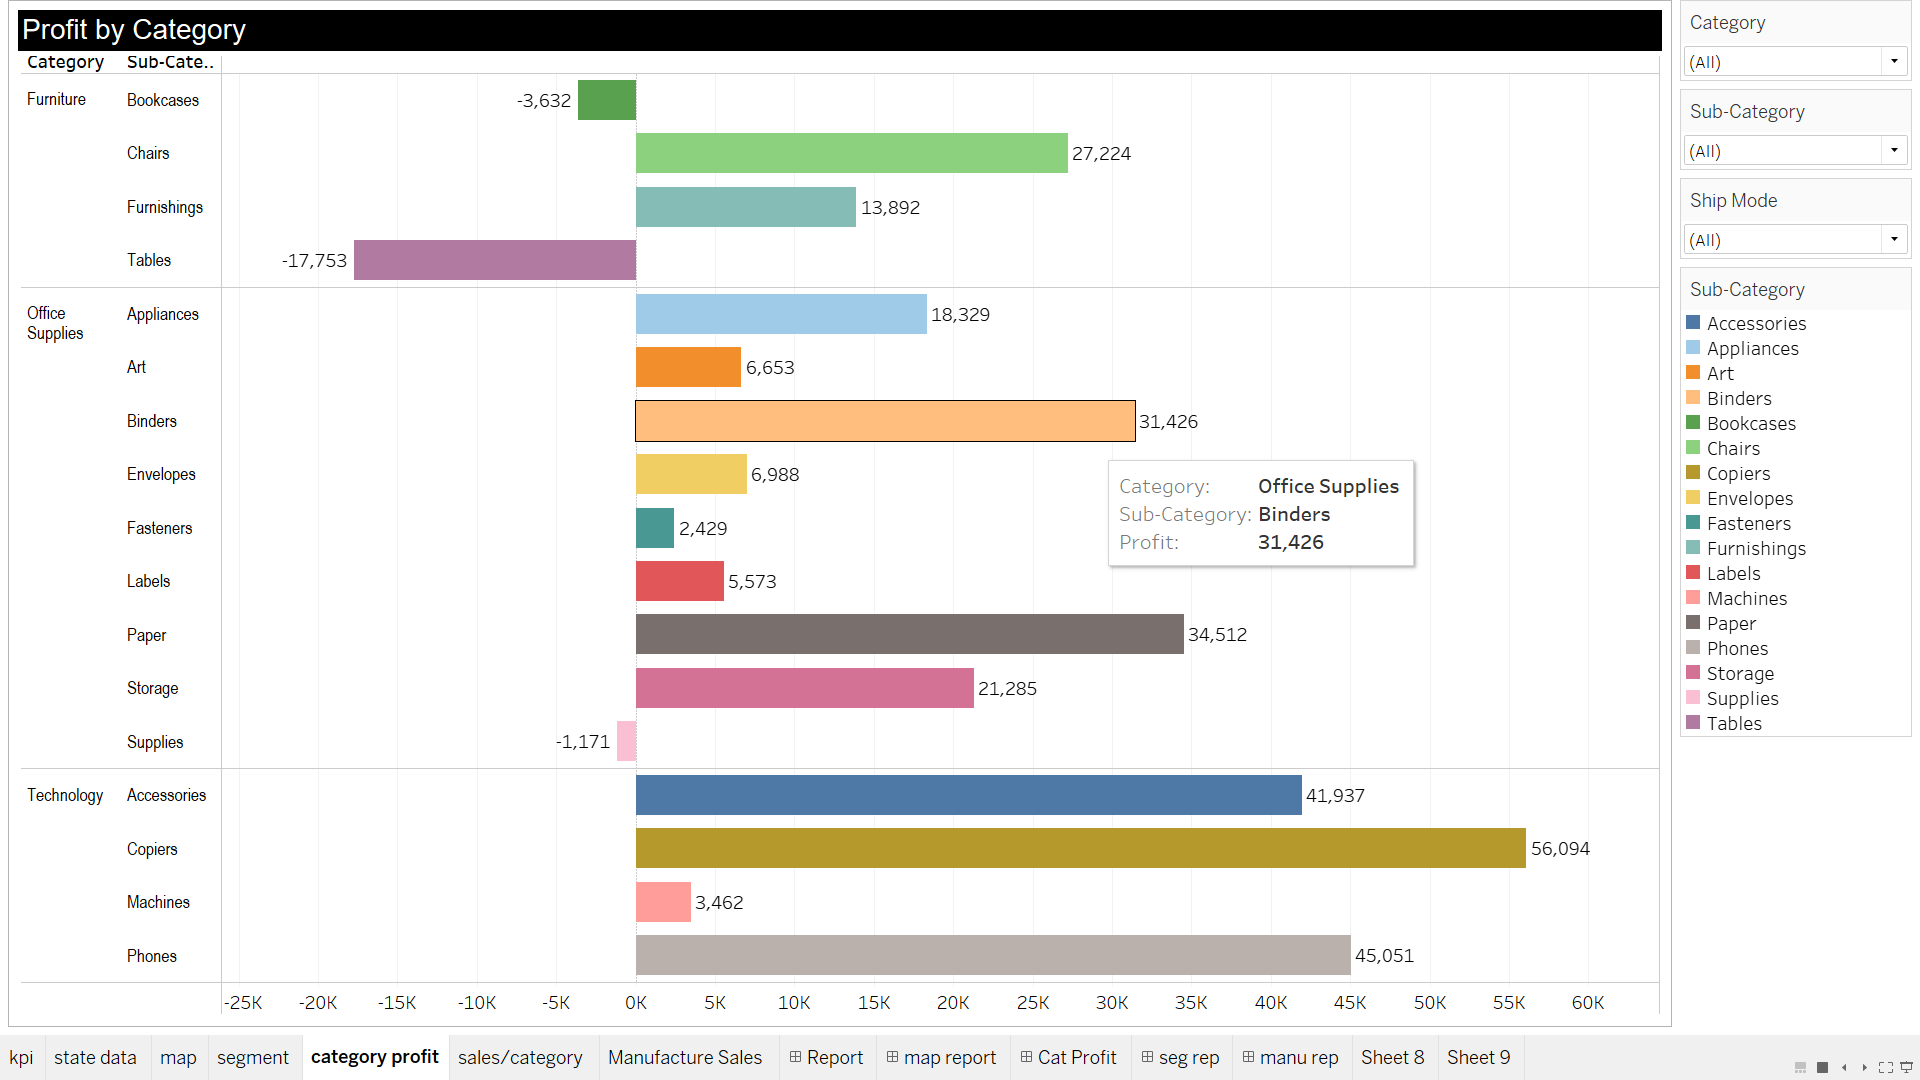 Profit by Category
Category Sub-Cate..
Furniture Bookcases -3,632
Chairs 27,224
Furnishings 13,892
Tables -17,753
Office Supplies Appliances 18,329
Art 6,653
Binders 31,426
Envelopes 6,988
Fasteners 2,429
Labels 5,573
Paper 34,512
Storage 21,285
Supplies -1,171
Technology Accessories 41,937
Copiers 56,094
Machines 3,462
Phones 45,051
-25K -20K -15K -10K -5K 0K 5K 10K 15K 20K 25K 30K 35K 40K 45K 50K 55K 60K
Category: Office Supplies
Sub-Category: Binders
Profit: 31,426
Category
(All)
Sub-Category
(All)
Ship Mode
(All)
Sub-Category
Accessories
Appliances
Art
Binders
Bookcases
Chairs
Copiers
Envelopes
Fasteners
Furnishings
Labels
Machines
Paper
Phones
Storage
Supplies
Tables
kpi state data map segment category profit sales/category Manufacture Sales Report map report Cat Profit seg rep manu rep Sheet 8 Sheet 9